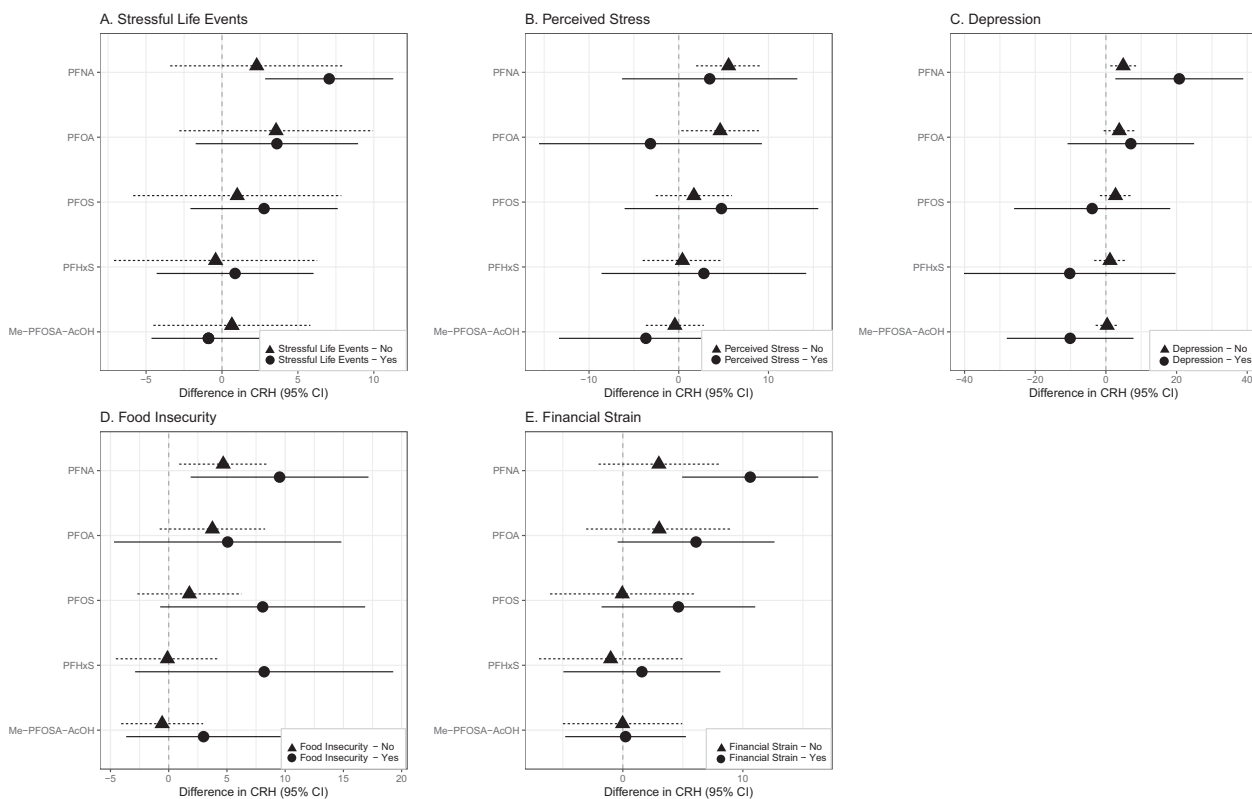 A. Stressful Life Events
PFNA
PFOA
PFOS
PFHxS
Me−PFOSA−AcOH
Stressful Life Events − No
Stressful Life Events − Yes
−5 0 5 10
Difference in CRH (95% CI)
B. Perceived Stress
PFNA
PFOA
PFOS
PFHxS
Me−PFOSA−AcOH
Perceived Stress − No
Perceived Stress − Yes
−10 0 10
Difference in CRH (95% CI)
C. Depression
PFNA
PFOA
PFOS
PFHxS
Me−PFOSA−AcOH
Depression − No
Depression − Yes
−40 −20 0 20 40
Difference in CRH (95% CI)
D. Food Insecurity
PFNA
PFOA
PFOS
PFHxS
Me−PFOSA−AcOH
Food Insecurity − No
Food Insecurity − Yes
−5 0 5 10 15 20
Difference in CRH (95% CI)
E. Financial Strain
PFNA
PFOA
PFOS
PFHxS
Me−PFOSA−AcOH
Financial Strain − No
Financial Strain − Yes
0 10
Difference in CRH (95% CI)